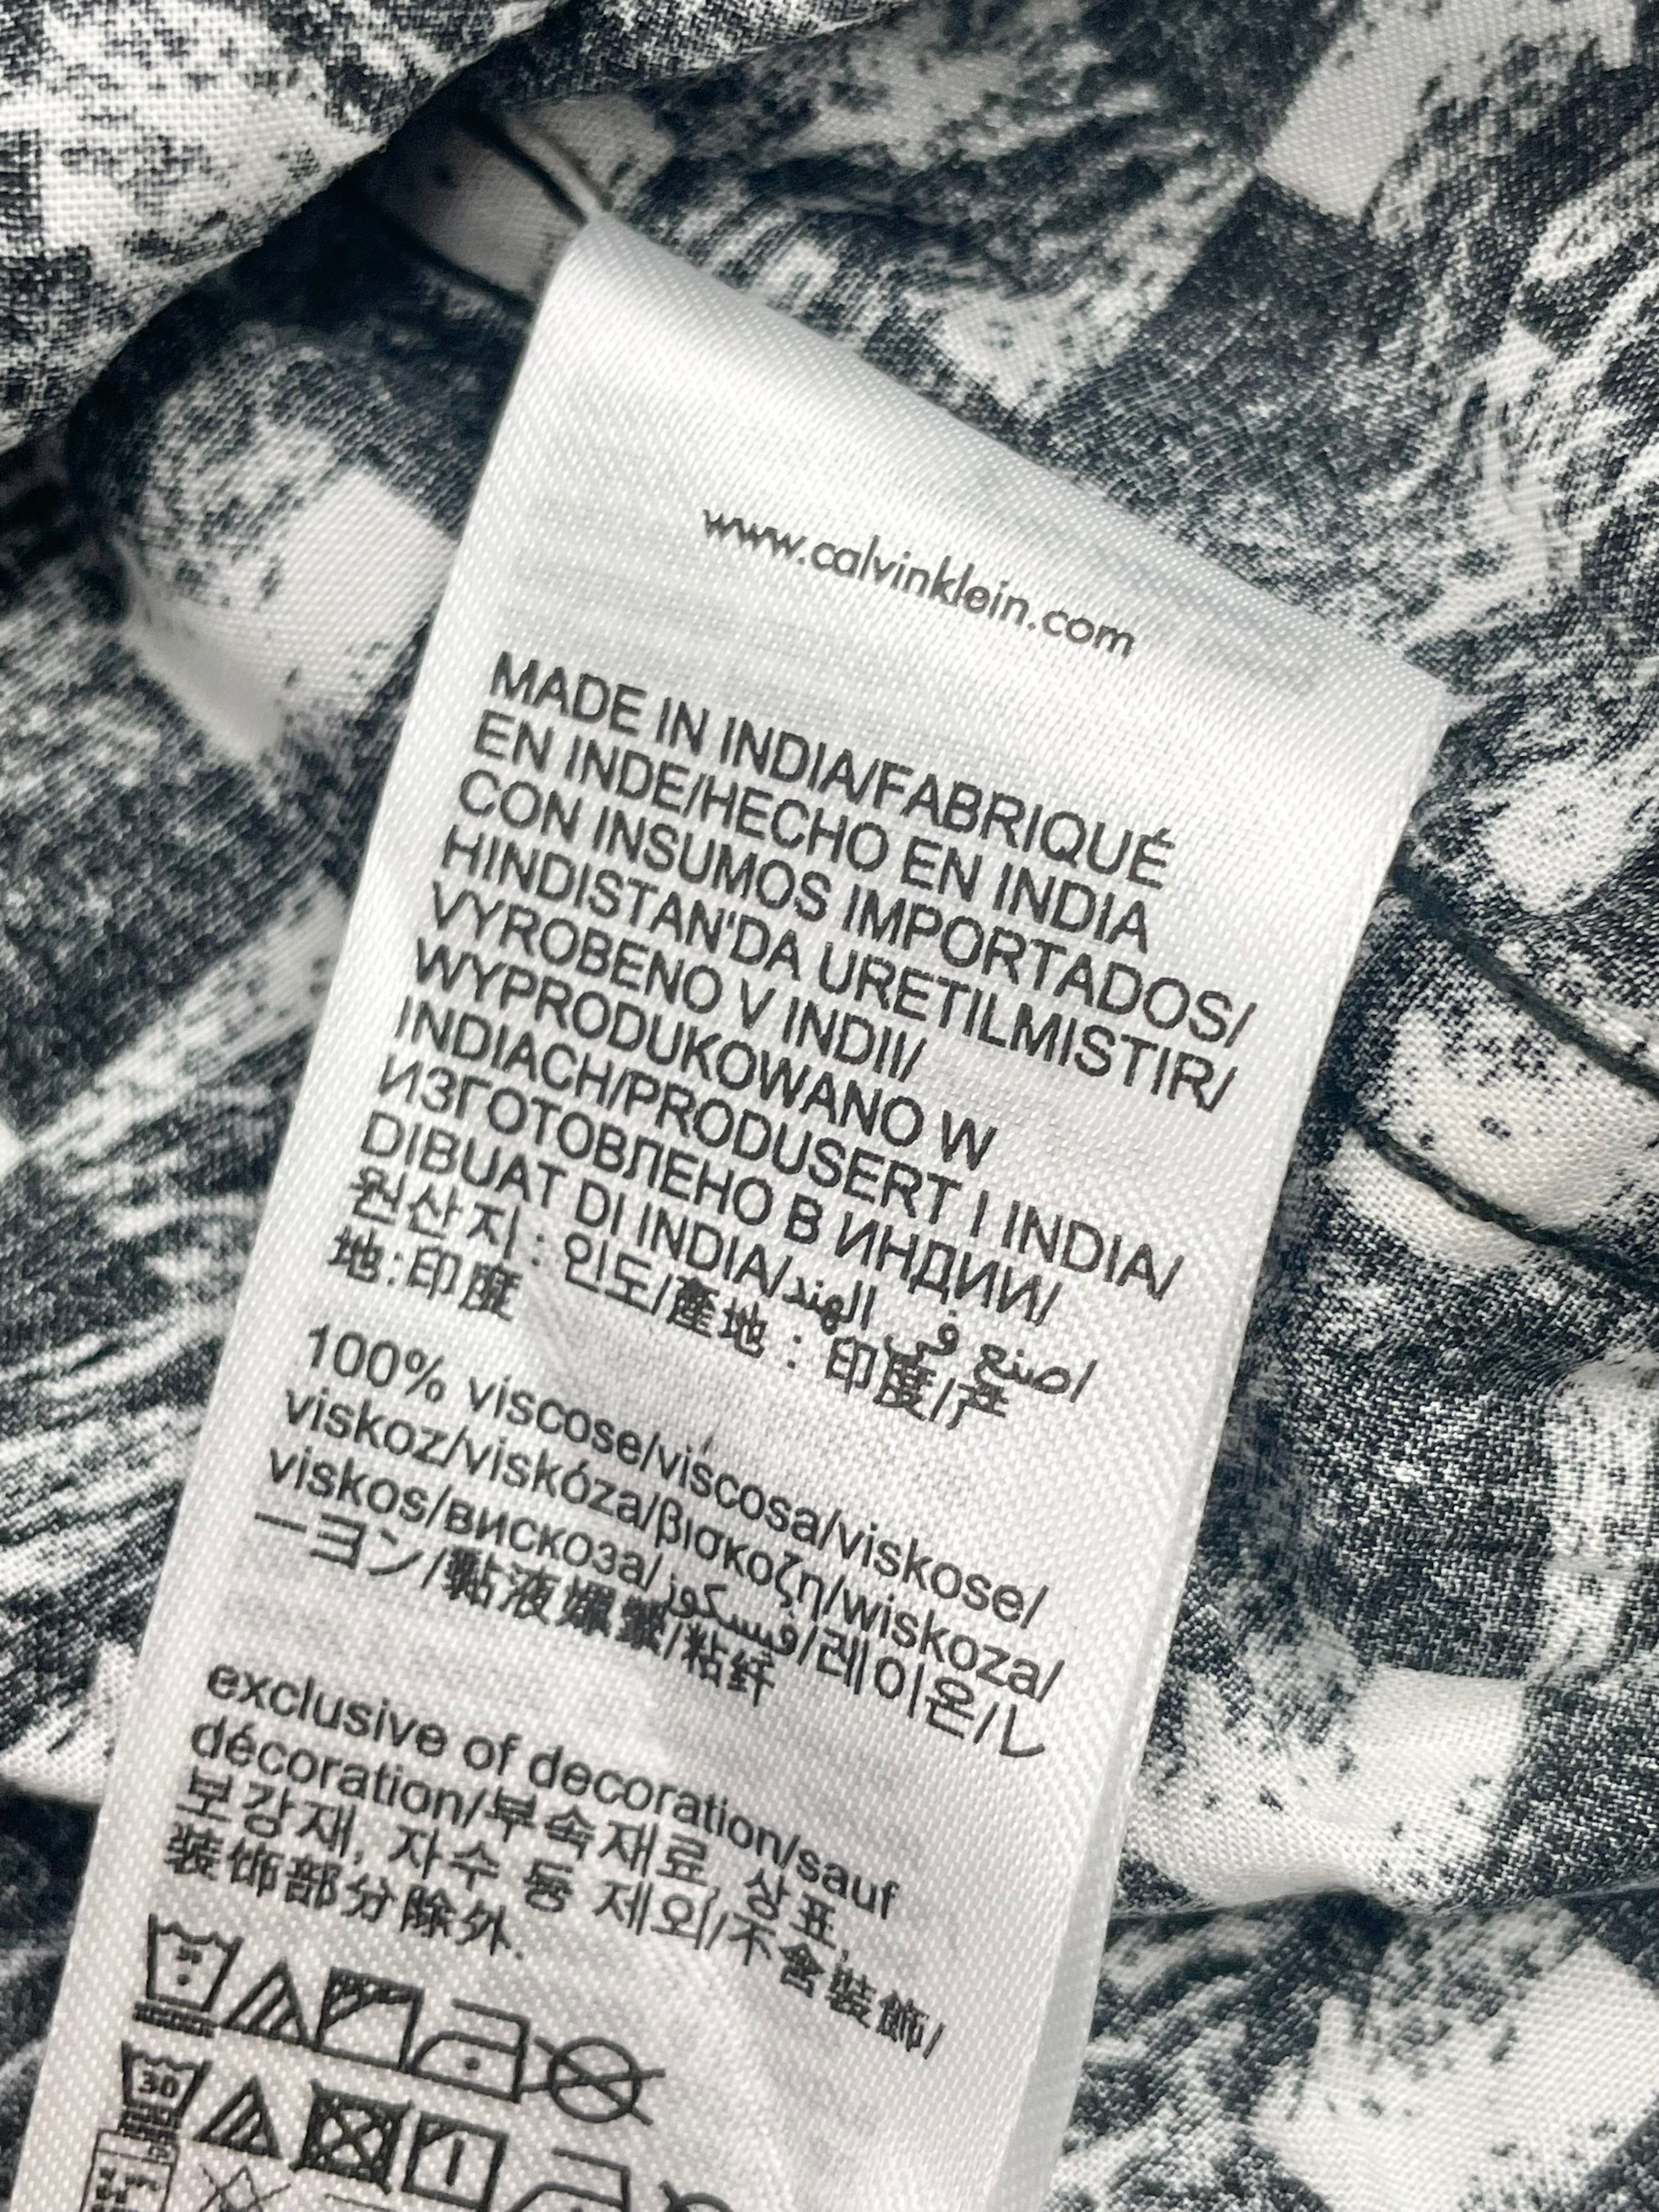 www.calvinklein.com
MADE IN INDIA/FABRIQUÉ
EN INDE/HECHO EN INDIA
CON INSUMOS IMPORTADOS/
HINDISTAN'DA URETILMISTIR/
VYROBENO V INDII/
WYPRODUKOWANO W
INDIACH/PRODUSERT I INDIA/
ИЗГОТОВЛЕНО В ИНДИИ/
DIBUAT DI INDIA/اصنع في الهند
원산지 : 인도/產地 : 印度/产
地:印度
100% viscose/viscosa/viskose/
viskoz/viskóza/βισκοζη/wiskoza/
viskos/вискоза/فيسكوز/레이온/レ
ーヨン/黏液嫘縈/粘纤
exclusive of decoration/sauf
décoration/부속재료, 상표,
보강재, 자수 등 제외/不含裝飾/
装饰部分除外.
30